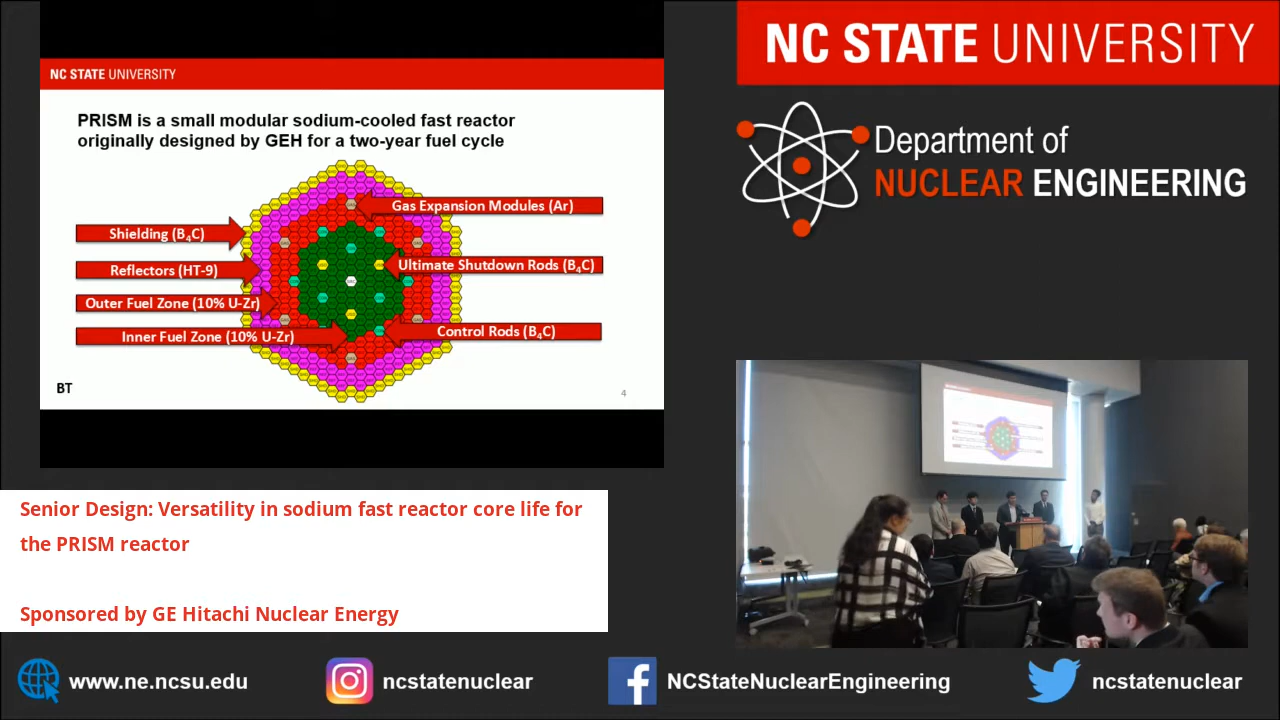 NC STATE UNIVERSITY
PRISM is a small modular sodium-cooled fast reactor
originally designed by GEH for a two-year fuel cycle
Gas Expansion Modules (Ar)
Shielding (B₄C)
Ultimate Shutdown Rods (B₄C)
Reflectors (HT-9)
Outer Fuel Zone (10% U-Zr)
Inner Fuel Zone (10% U-Zr)
Control Rods (B₄C)
BT
4
NC STATE UNIVERSITY
Department of
NUCLEAR ENGINEERING
Senior Design: Versatility in sodium fast reactor core life for
the PRISM reactor
Sponsored by GE Hitachi Nuclear Energy
www.ne.ncsu.edu
ncstatenuclear
NCStateNuclearEngineering
ncstatenuclear